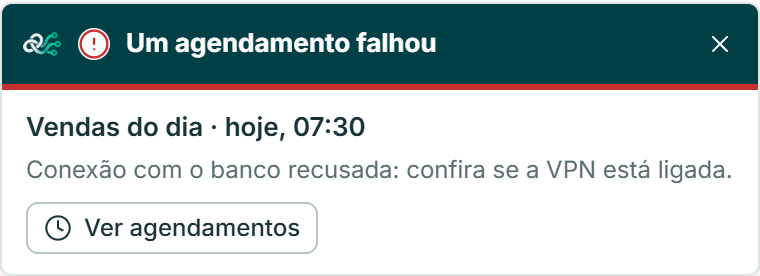 Um agendamento falhou
Vendas do dia · hoje, 07:30
Conexão com o banco recusada: confira se a VPN está ligada.
Ver agendamentos